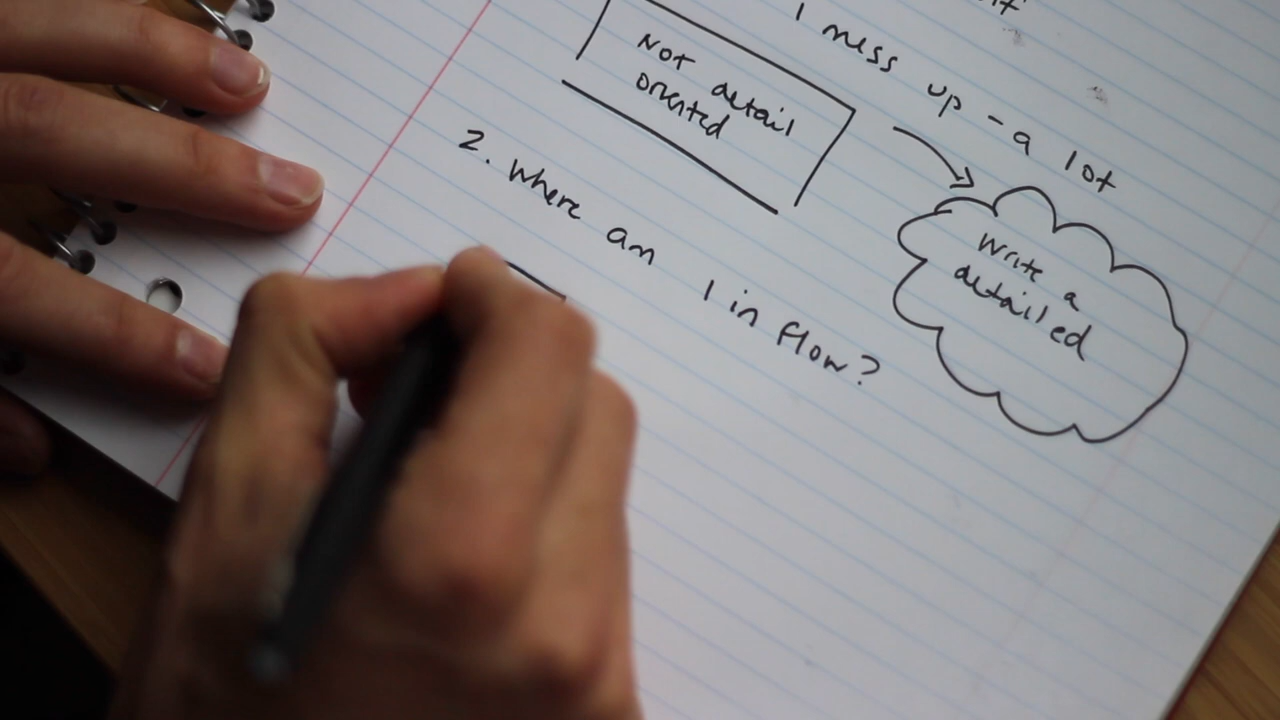 I mess up - a lot
Not detail
oriented
2. Where am I in flow?
Write a
detailed